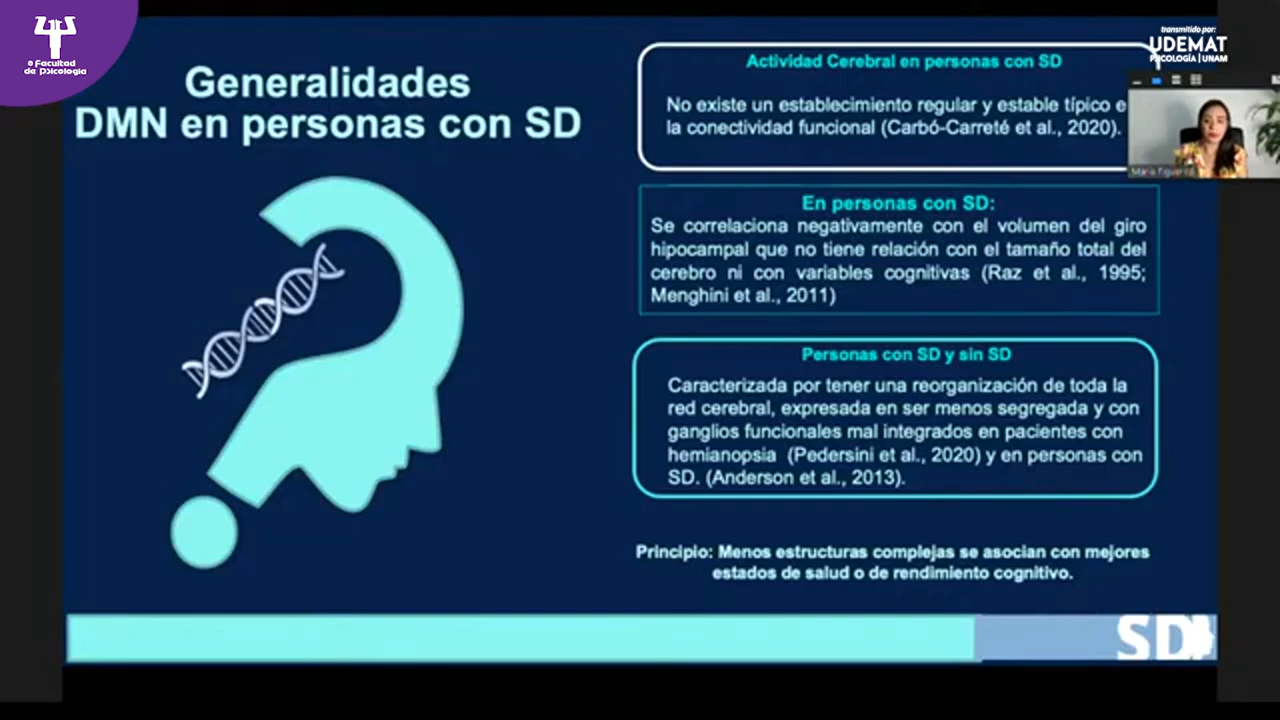 Facultad
de Psicología
transmitido por:
UDEMAT
PSICOLOGÍA | UNAM
Generalidades
DMN en personas con SD
Actividad Cerebral en personas con SD
No existe un establecimiento regular y estable típico e
la conectividad funcional (Carbó-Carreté et al., 2020).
María Figueroa
En personas con SD:
Se correlaciona negativamente con el volumen del giro
hipocampal que no tiene relación con el tamaño total del
cerebro ni con variables cognitivas (Raz et al., 1995;
Menghini et al., 2011)
Personas con SD y sin SD
Caracterizada por tener una reorganización de toda la
red cerebral, expresada en ser menos segregada y con
ganglios funcionales mal integrados en pacientes con
hemianopsia (Pedersini et al., 2020) y en personas con
SD. (Anderson et al., 2013).
Principio: Menos estructuras complejas se asocian con mejores
estados de salud o de rendimiento cognitivo.
SD